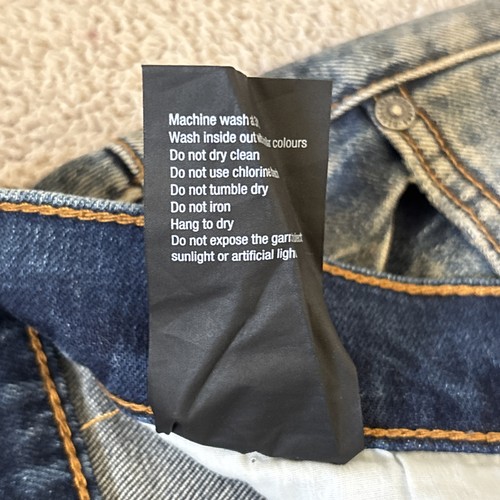 Machine wash
Wash inside out colours
Do not dry clean
Do not use chlorine
Do not tumble dry
Do not iron
Hang to dry
Do not expose the
sunlight or artificial